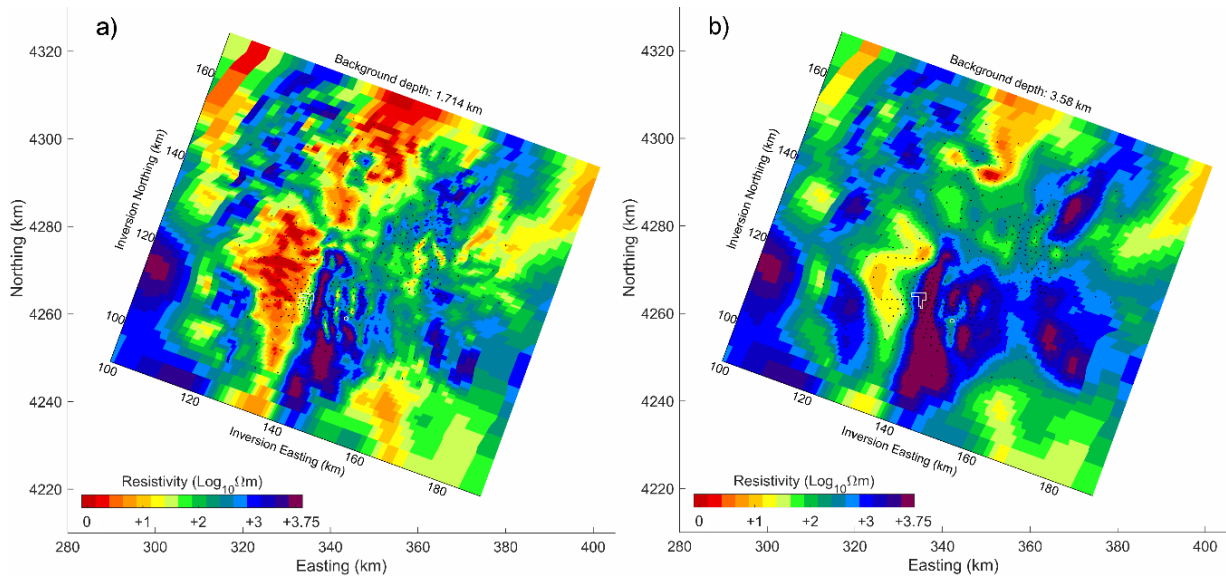 a)
4320
4300
4280
4260
4240
4220
Northing (km)
280 300 320 340 360 380 400
Easting (km)
Background depth: 1.714 km
160
140
120
100
Inversion Northing (km)
100
120
140
160
180
Inversion Easting (km)
Resistivity (Log10Ωm)
0 +1 +2 +3 +3.75
b)
4320
4300
4280
4260
4240
4220
4210
Northing (km)
280 300 320 340 360 380 400
Easting (km)
Background depth: 3.58 km
160
140
120
100
Inversion Northing (km)
100
120
140
160
180
Inversion Easting (km)
Resistivity (Log10Ωm)
0 +1 +2 +3 +3.75